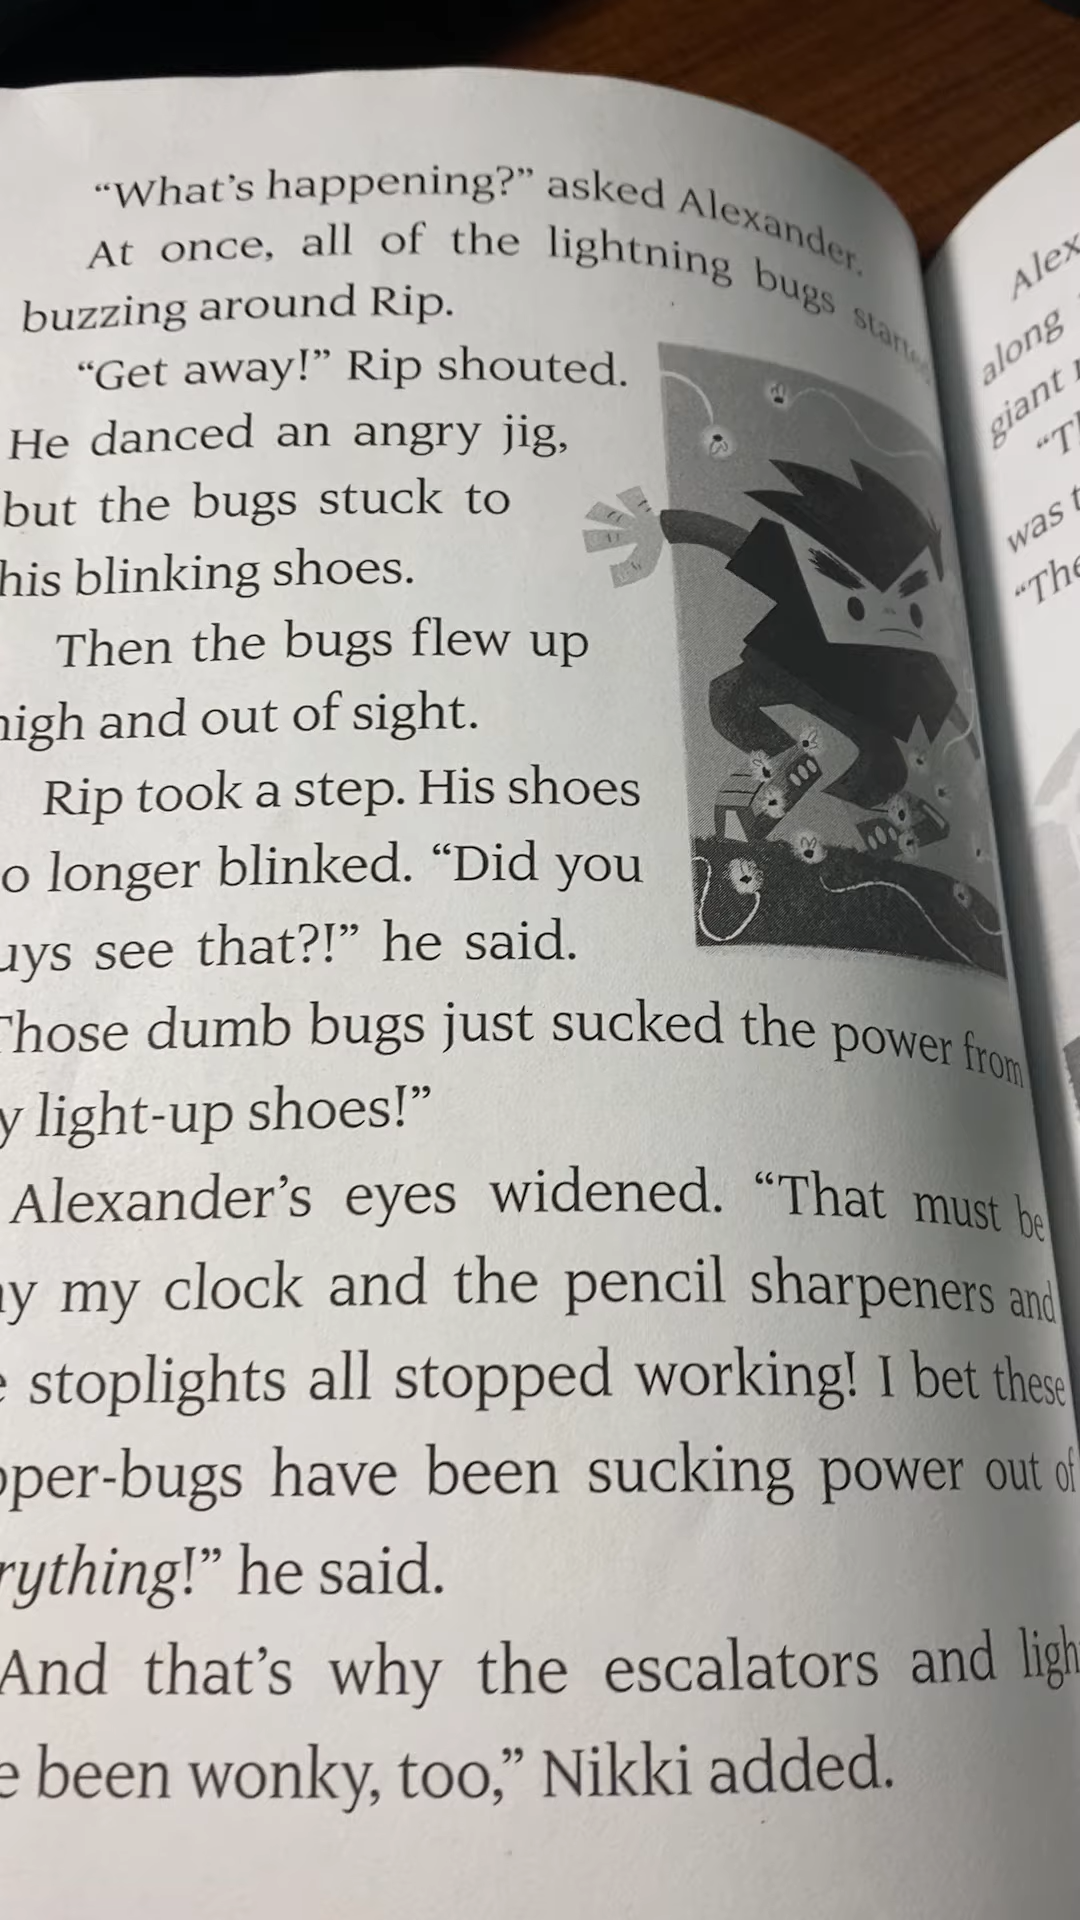 “What’s happening?” asked Alexander.
At once, all of the lightning bugs started
buzzing around Rip.
“Get away!” Rip shouted.
He danced an angry jig,
but the bugs stuck to
his blinking shoes.
Then the bugs flew up
high and out of sight.
Rip took a step. His shoes
o longer blinked. “Did you
uys see that?!” he said.
Those dumb bugs just sucked the power from
y light-up shoes!”
Alexander’s eyes widened. “That must be
y my clock and the pencil sharpeners and
e stoplights all stopped working! I bet these
per-bugs have been sucking power out of
rything!” he said.
And that’s why the escalators and ligh
e been wonky, too,” Nikki added.
Alex
along
giant
“Th
was t
“The